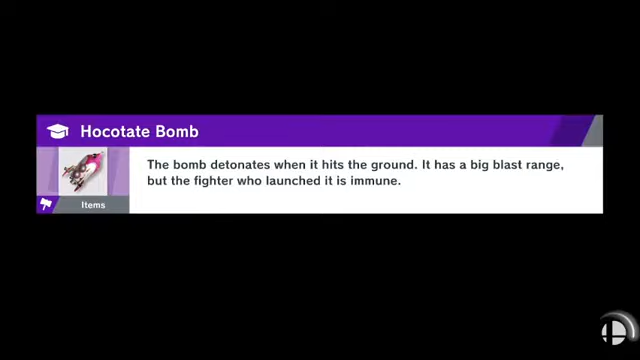 Hocotate Bomb
The bomb detonates when it hits the ground. It has a big blast range,
but the fighter who launched it is immune.
Items